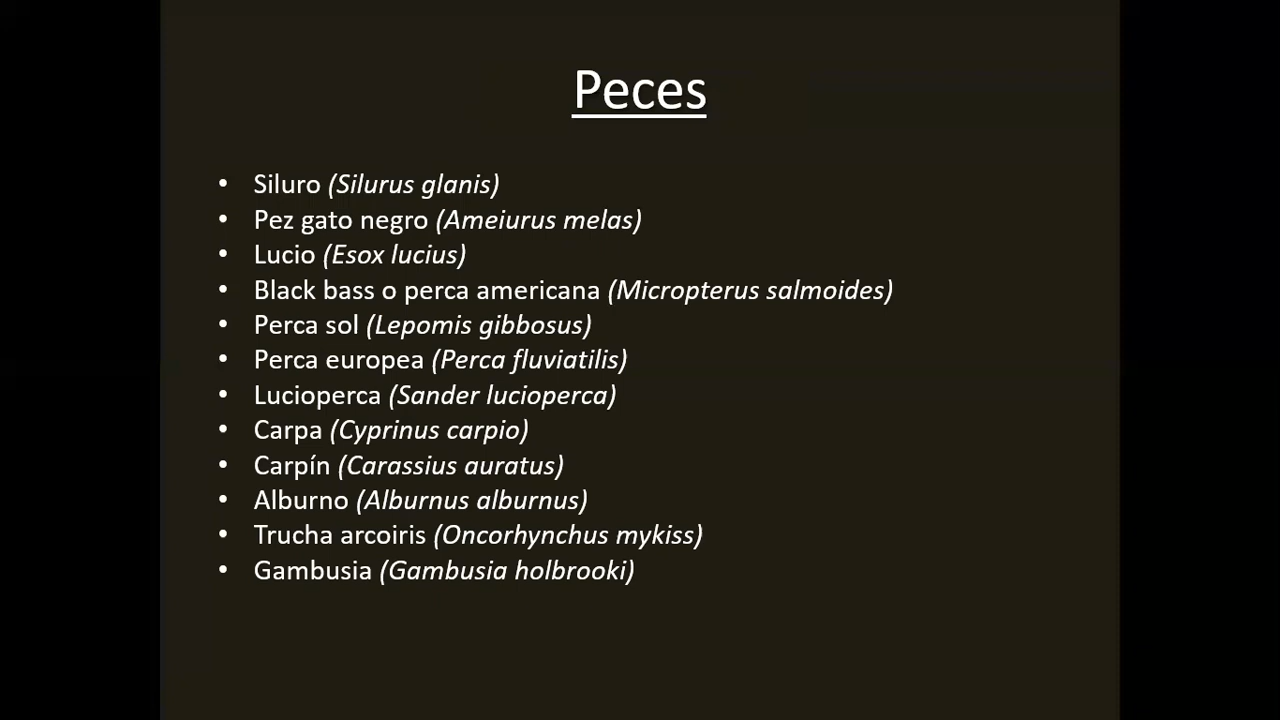 Peces
• Siluro (Silurus glanis)
• Pez gato negro (Ameiurus melas)
• Lucio (Esox lucius)
• Black bass o perca americana (Micropterus salmoides)
• Perca sol (Lepomis gibbosus)
• Perca europea (Perca fluviatilis)
• Lucioperca (Sander lucioperca)
• Carpa (Cyprinus carpio)
• Carpín (Carassius auratus)
• Alburno (Alburnus alburnus)
• Trucha arcoiris (Oncorhynchus mykiss)
• Gambusia (Gambusia holbrooki)